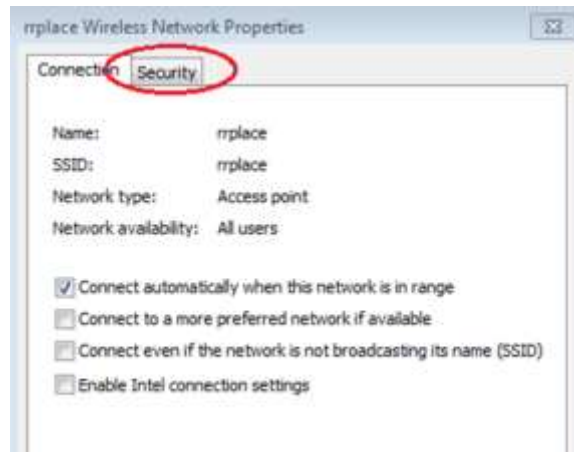 rrplace Wireless Network Properties
Connection Security
Name: rrplace
SSID: rrplace
Network type: Access point
Network availability: All users
Connect automatically when this network is in range
Connect to a more preferred network if available
Connect even if the network is not broadcasting its name (SSID)
Enable Intel connection settings